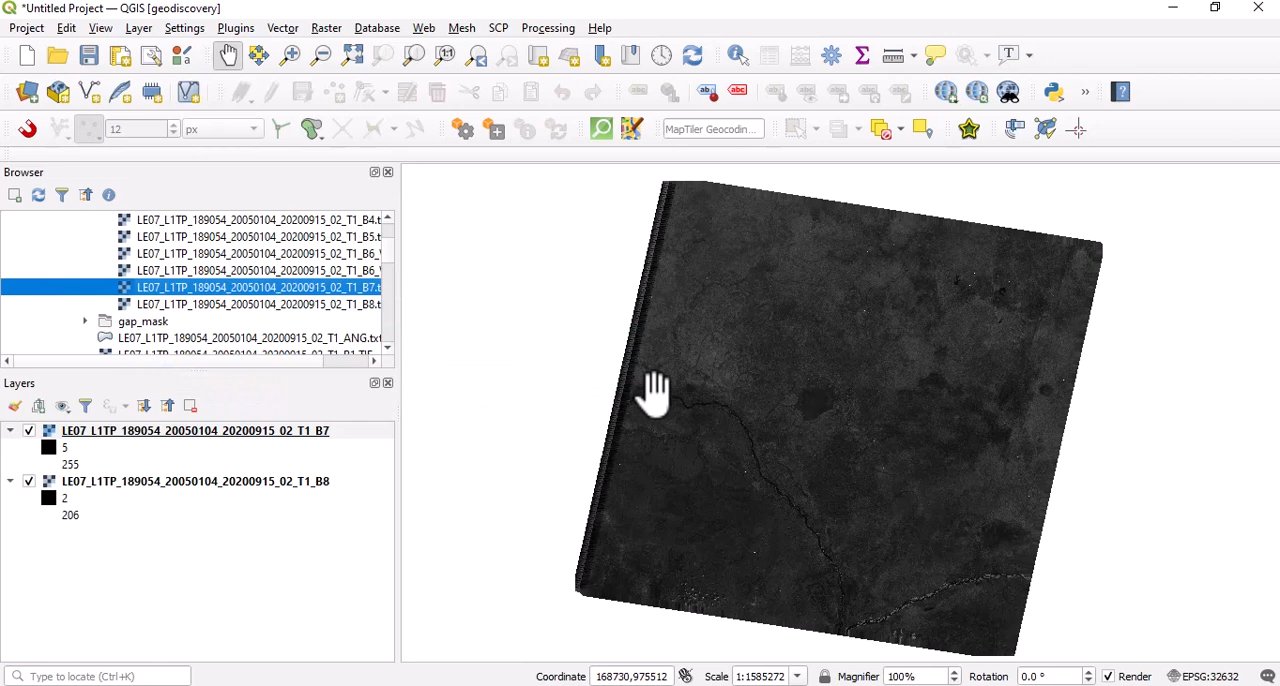 *Untitled Project — QGIS [geodiscovery]
Project Edit View Layer Settings Plugins Vector Raster Database Web Mesh SCP Processing Help
12 px MapTiler Geocodin...
Browser
LE07_L1TP_189054_20050104_20200915_02_T1_B4.t
LE07_L1TP_189054_20050104_20200915_02_T1_B5.t
LE07_L1TP_189054_20050104_20200915_02_T1_B6_
LE07_L1TP_189054_20050104_20200915_02_T1_B6_
LE07_L1TP_189054_20050104_20200915_02_T1_B7.t
LE07_L1TP_189054_20050104_20200915_02_T1_B8.t
gap_mask
LE07_L1TP_189054_20050104_20200915_02_T1_ANG.txt
LE07_L1TP_189054_20050104_20200915_02_T1_B1.TIF
Layers
LE07_L1TP_189054_20050104_20200915_02_T1_B7
5
255
LE07_L1TP_189054_20050104_20200915_02_T1_B8
2
206
Type to locate (Ctrl+K) Coordinate 168730,975512 Scale 1:1585272 Magnifier 100% Rotation 0.0 ° Render EPSG:32632